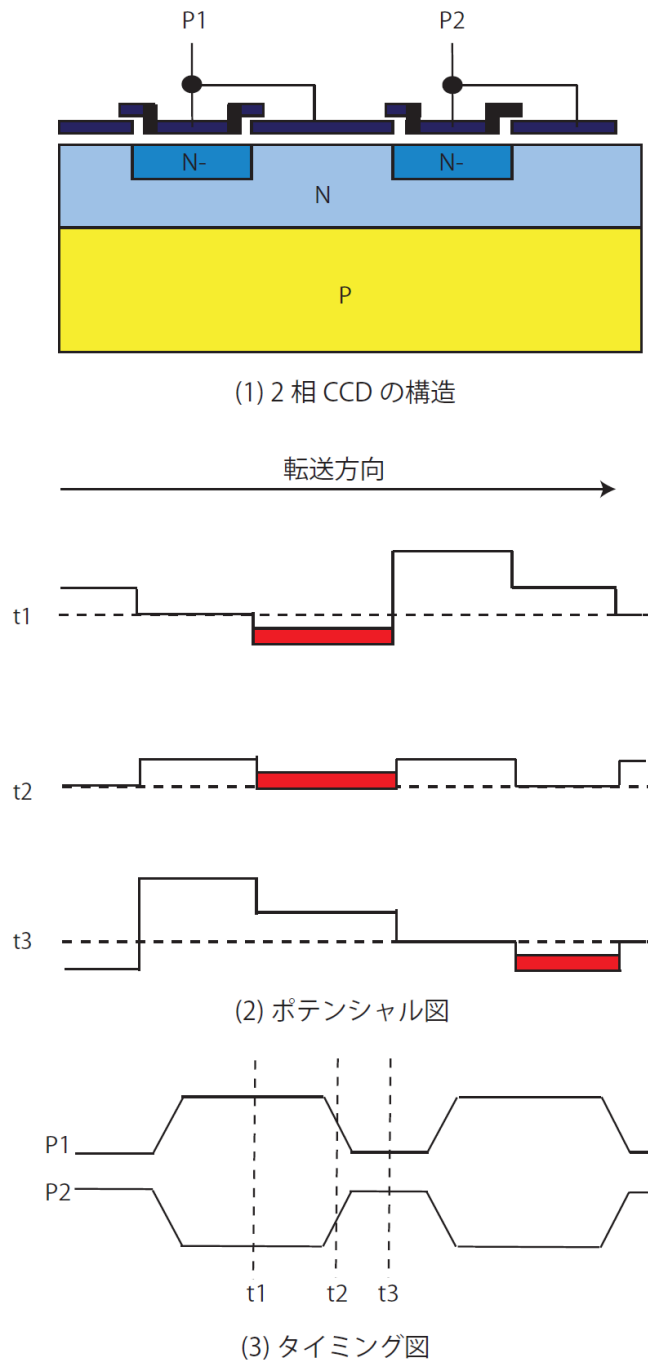 P1 P2
N- N-
N
P
(1) 2 相 CCD の構造
転送方向
t1
t2
t3
(2) ポテンシャル図
P1
P2
t1 t2 t3
(3) タイミング図